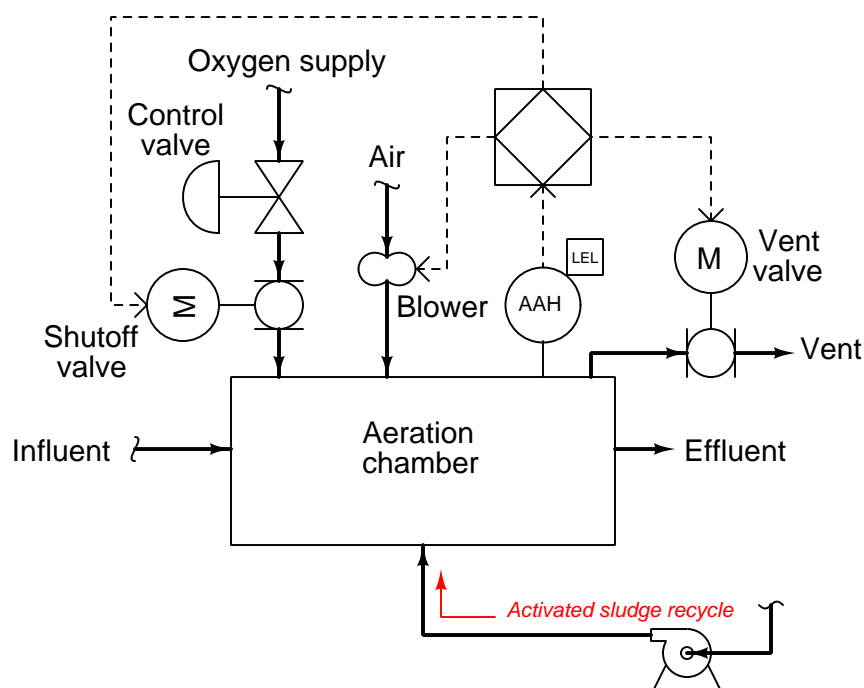 Oxygen supply
Control
valve
Air
LEL
M
Vent
valve
AAH
Blower
M
Shutoff
valve
Vent
Influent
Aeration
chamber
Effluent
Activated sludge recycle